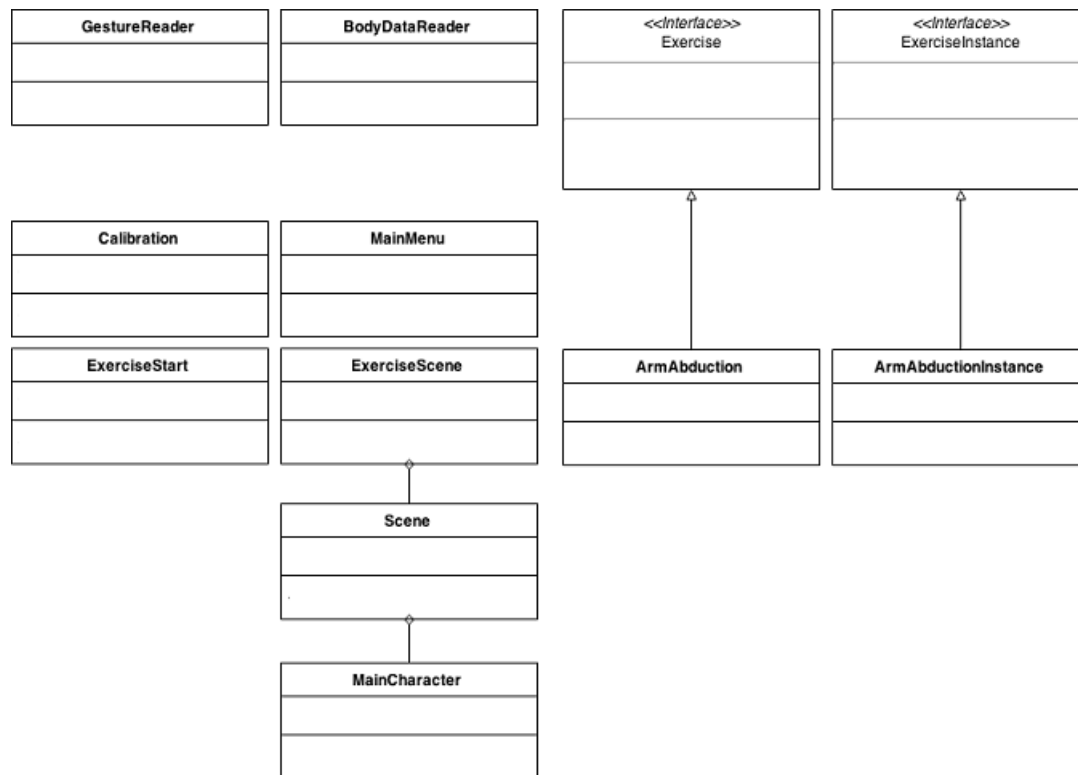 GestureReader
BodyDataReader
<<Interface>>
Exercise
<<Interface>>
ExerciseInstance
Calibration
MainMenu
ExerciseStart
ExerciseScene
ArmAbduction
ArmAbductionInstance
Scene
MainCharacter